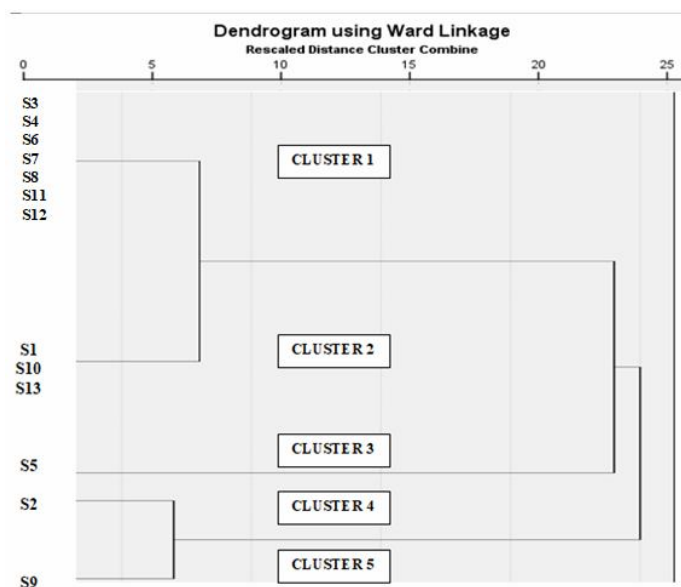 Dendrogram using Ward Linkage
Rescaled Distance Cluster Combine
0 5 10 15 20 25
S3
S4
S6
S7
S8
S11
S12
CLUSTER 1
S1
S10
S13
CLUSTER 2
S5
CLUSTER 3
S2
CLUSTER 4
S9
CLUSTER 5